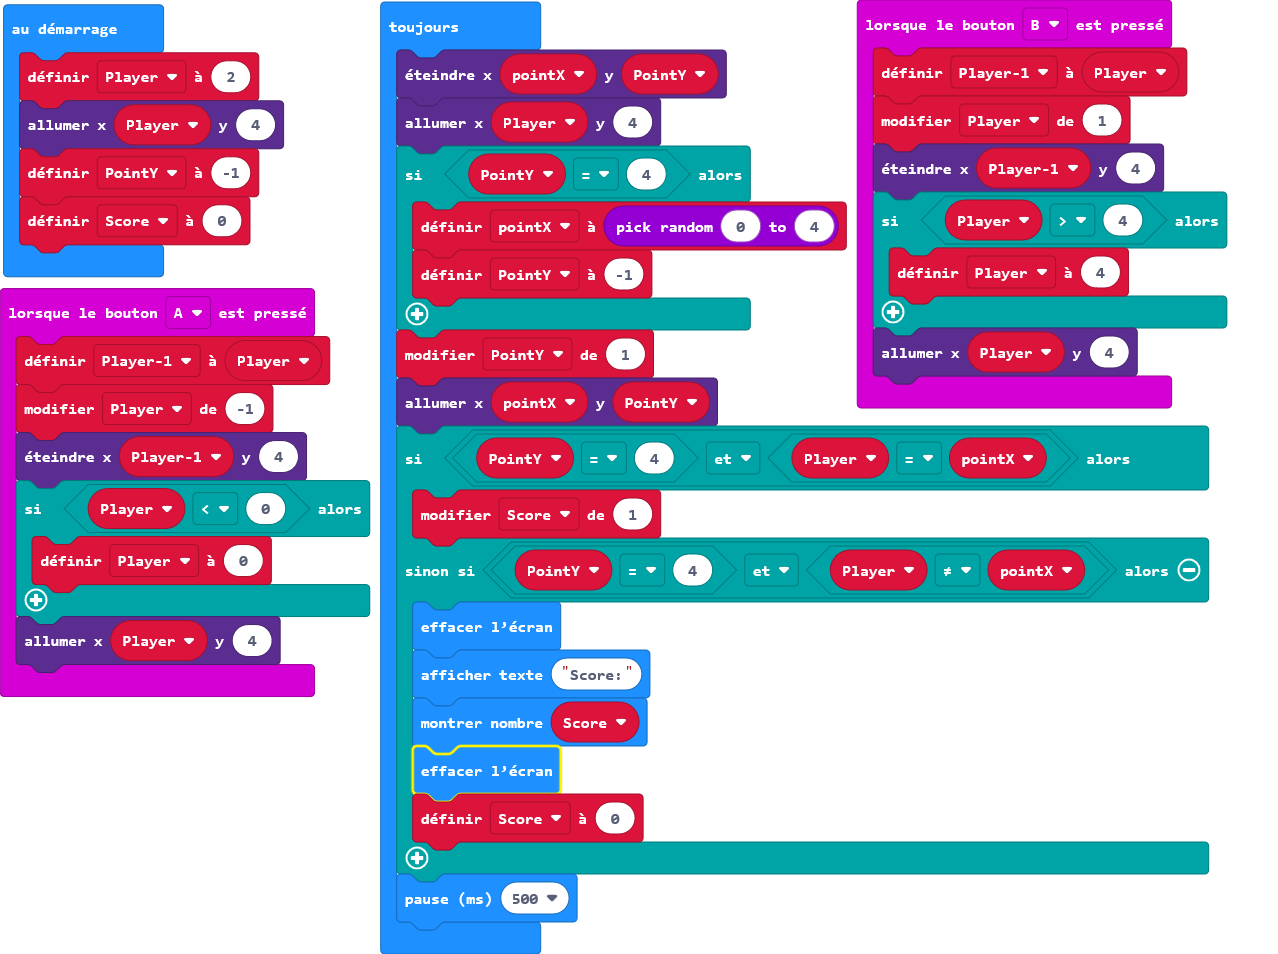 au démarrage
définir Player à 2
allumer x Player y 4
définir PointY à -1
définir Score à 0
lorsque le bouton A est pressé
définir Player-1 à Player
modifier Player de -1
éteindre x Player-1 y 4
si Player < 0 alors
définir Player à 0
allumer x Player y 4
toujours
éteindre x pointX y PointY
allumer x Player y 4
si PointY = 4 alors
définir pointX à pick random 0 to 4
définir PointY à -1
modifier PointY de 1
allumer x pointX y PointY
si PointY = 4 et Player = pointX alors
modifier Score de 1
sinon si PointY = 4 et Player ≠ pointX alors
effacer l'écran
afficher texte "Score:"
montrer nombre Score
effacer l'écran
définir Score à 0
pause (ms) 500
lorsque le bouton B est pressé
définir Player-1 à Player
modifier Player de 1
éteindre x Player-1 y 4
si Player > 4 alors
définir Player à 4
allumer x Player y 4